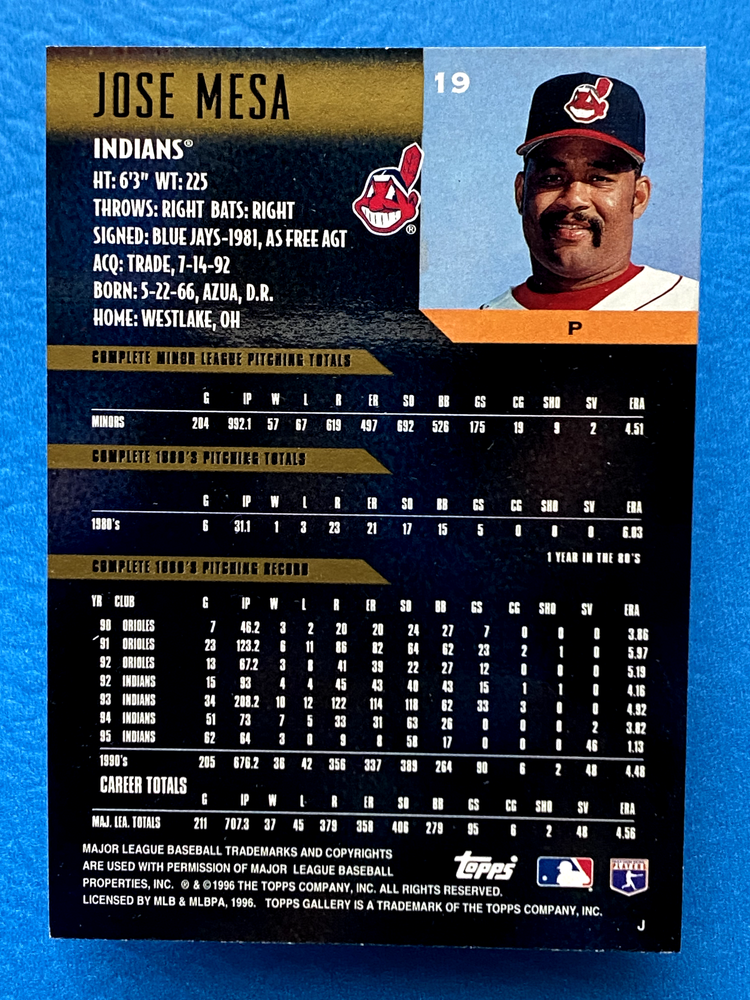 JOSE MESA
19
INDIANS®
HT: 6'3" WT: 225
THROWS: RIGHT BATS: RIGHT
SIGNED: BLUE JAYS-1981, AS FREE AGT
®
ACQ: TRADE, 7-14-92
BORN: 5-22-66, AZUA, D.R.
HOME: WESTLAKE, OH
P
COMPLETE MINOR LEAGUE PITCHING TOTALS
G IP W L R ER SO BB GS CG SHO SV ERA
MINORS 204 992.1 57 67 619 497 692 526 175 19 9 2 4.51
COMPLETE 1980'S PITCHING TOTALS
G IP W L R ER SO BB GS CG SHO SV ERA
1980's 6 31.1 1 3 23 21 17 15 5 0 0 0 6.03
1 YEAR IN THE 80'S
COMPLETE 1990'S PITCHING RECORD
YR CLUB G IP W L R ER SO BB GS CG SHO SV ERA
90 ORIOLES 7 46.2 3 2 20 20 24 27 7 0 0 0 3.86
91 ORIOLES 23 123.2 6 11 86 82 64 62 23 2 1 0 5.97
92 ORIOLES 13 67.2 3 8 41 39 22 27 12 0 0 0 5.19
92 INDIANS 15 93 4 4 45 43 40 43 15 1 1 0 4.16
93 INDIANS 34 208.2 10 12 122 114 118 62 33 3 0 0 4.92
94 INDIANS 51 73 7 5 33 31 63 26 0 0 0 2 3.82
95 INDIANS 62 64 3 0 9 8 58 17 0 0 0 46 1.13
1990's 205 676.2 36 42 356 337 389 264 90 6 2 48 4.48
CAREER TOTALS
G IP W L R ER SO BB GS CG SHO SV ERA
MAJ. LEA. TOTALS 211 707.3 37 45 379 358 406 279 95 6 2 48 4.56
MAJOR LEAGUE BASEBALL TRADEMARKS AND COPYRIGHTS
ARE USED WITH PERMISSION OF MAJOR LEAGUE BASEBALL
PROPERTIES, INC. ® & © 1996 THE TOPPS COMPANY, INC. ALL RIGHTS RESERVED.
LICENSED BY MLB & MLBPA, 1996. TOPPS GALLERY IS A TRADEMARK OF THE TOPPS COMPANY, INC.
topps
PLAYERS
J